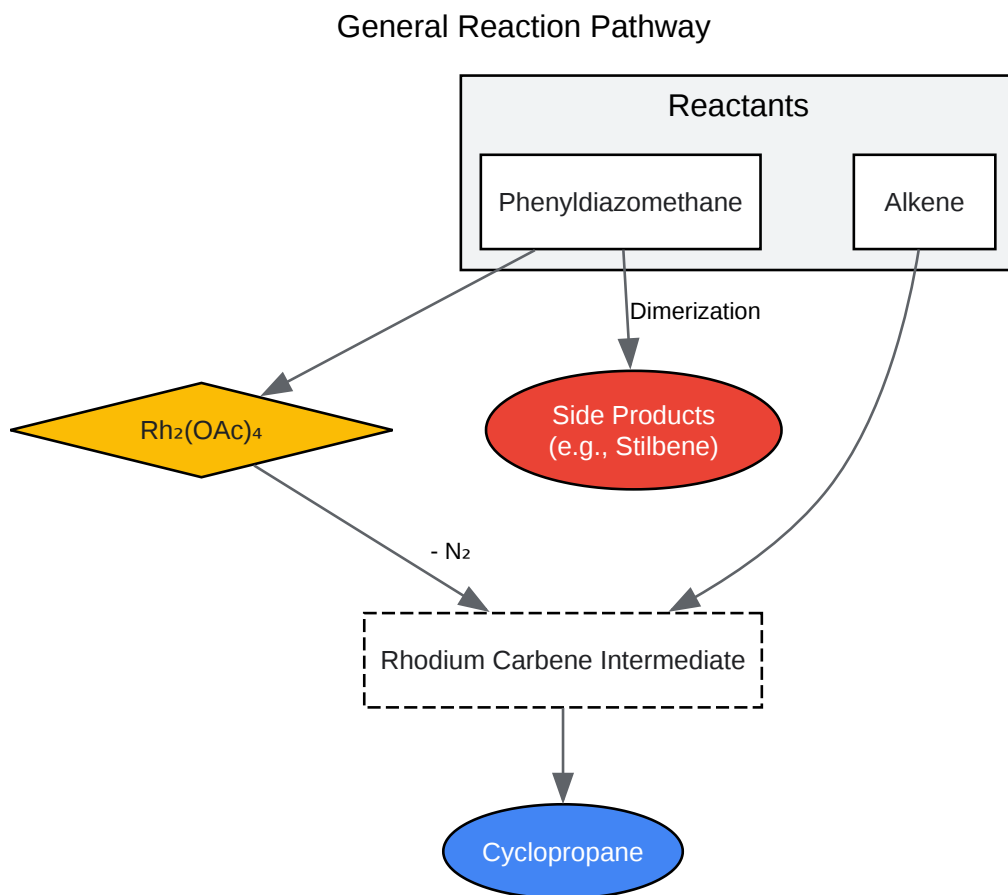 General Reaction Pathway
Reactants
Phenyldiazomethane
Alkene
Dimerization
Rh₂(OAc)₄
Side Products
(e.g., Stilbene)
- N₂
Rhodium Carbene Intermediate
Cyclopropane